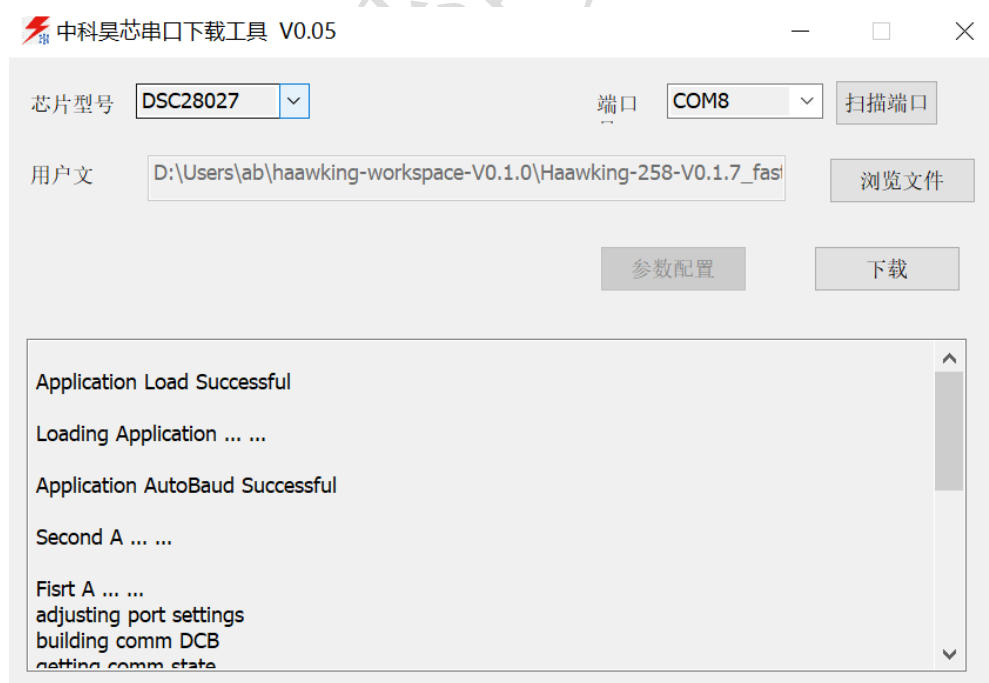 中科昊芯串口下载工具 V0.05
芯片型号 DSC28027 端口 COM8 扫描端口
用户文 D:\Users\ab\haawking-workspace-V0.1.0\Haawking-258-V0.1.7_fast 浏览文件
参数配置 下载
Application Load Successful
Loading Application ... ...
Application AutoBaud Successful
Second A ... ...
Fisrt A ... ...
adjusting port settings
building comm DCB
getting comm state